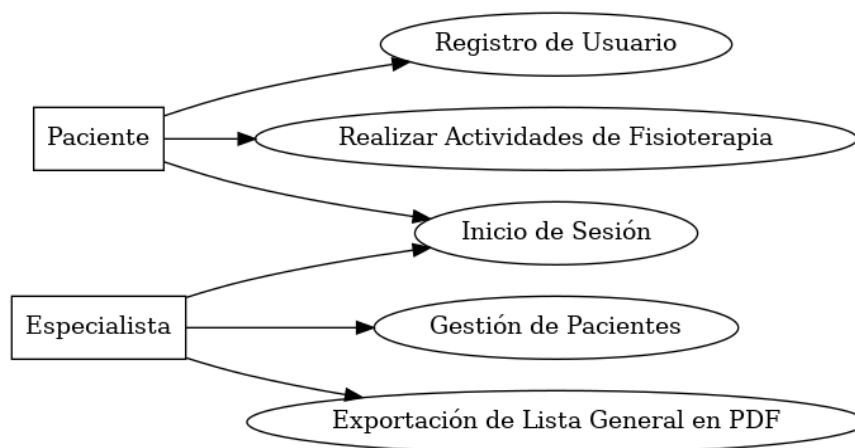 Registro de Usuario
Paciente
Realizar Actividades de Fisioterapia
Inicio de Sesión
Especialista
Gestión de Pacientes
Exportación de Lista General en PDF